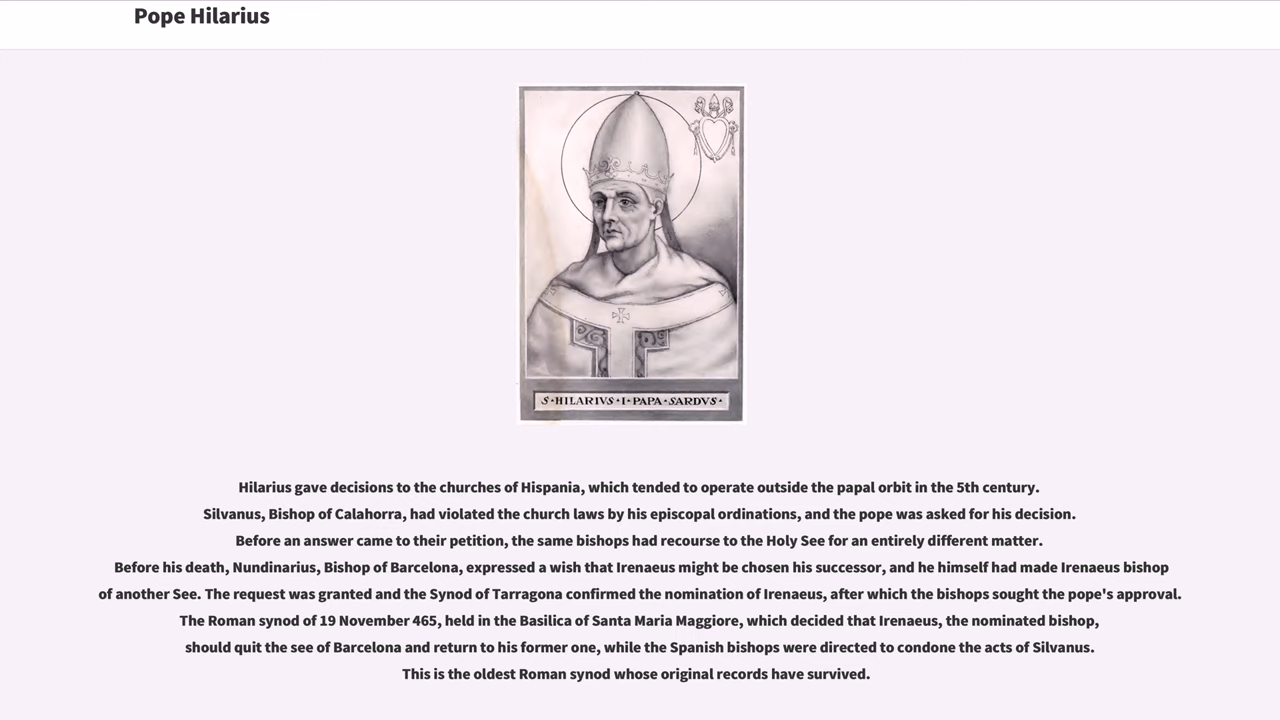 Pope Hilarius
S·HILARIVS·I·PAPA·SARDVS·
Hilarius gave decisions to the churches of Hispania, which tended to operate outside the papal orbit in the 5th century.
Silvanus, Bishop of Calahorra, had violated the church laws by his episcopal ordinations, and the pope was asked for his decision.
Before an answer came to their petition, the same bishops had recourse to the Holy See for an entirely different matter.
Before his death, Nundinarius, Bishop of Barcelona, expressed a wish that Irenaeus might be chosen his successor, and he himself had made Irenaeus bishop
of another See. The request was granted and the Synod of Tarragona confirmed the nomination of Irenaeus, after which the bishops sought the pope's approval.
The Roman synod of 19 November 465, held in the Basilica of Santa Maria Maggiore, which decided that Irenaeus, the nominated bishop,
should quit the see of Barcelona and return to his former one, while the Spanish bishops were directed to condone the acts of Silvanus.
This is the oldest Roman synod whose original records have survived.